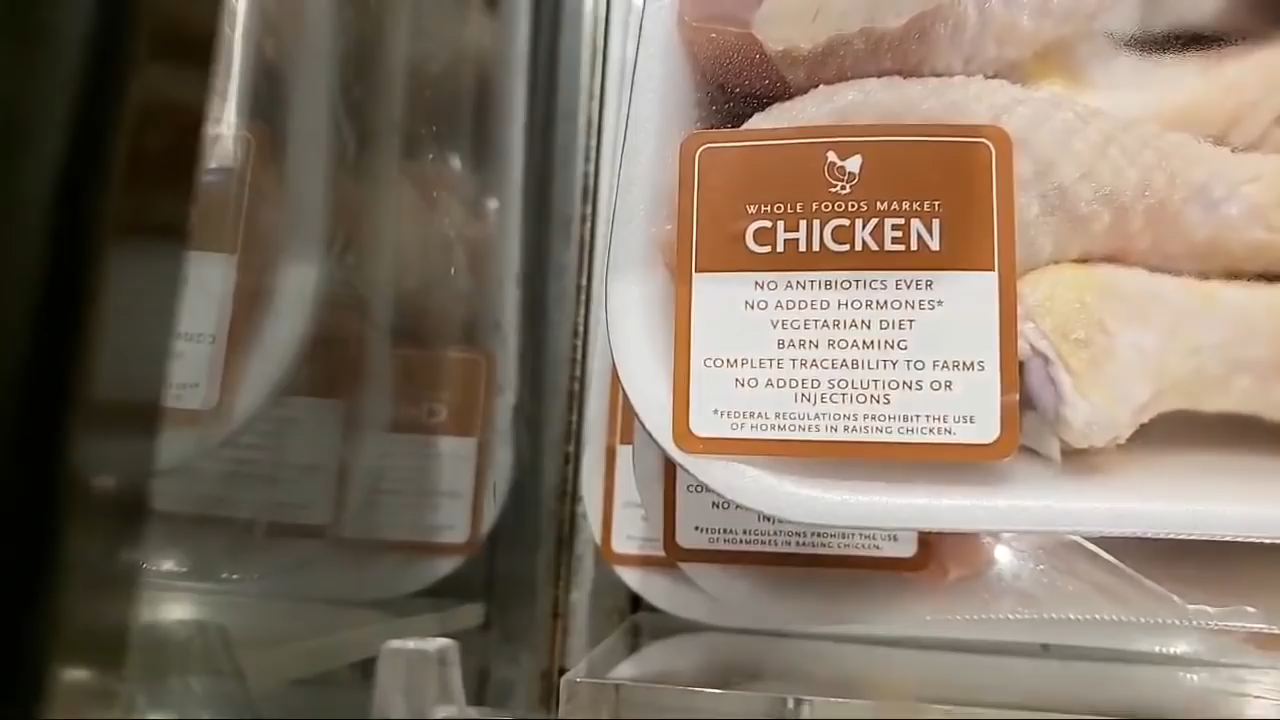 WHOLE FOODS MARKET
CHICKEN
NO ANTIBIOTICS EVER
NO ADDED HORMONES*
VEGETARIAN DIET
BARN ROAMING
COMPLETE TRACEABILITY TO FARMS
NO ADDED SOLUTIONS OR
INJECTIONS
*FEDERAL REGULATIONS PROHIBIT THE USE
OF HORMONES IN RAISING CHICKEN.
NO
*FEDERAL REGULATIONS PROHIBIT THE USE
OF HORMONES IN RAISING CHICKEN.